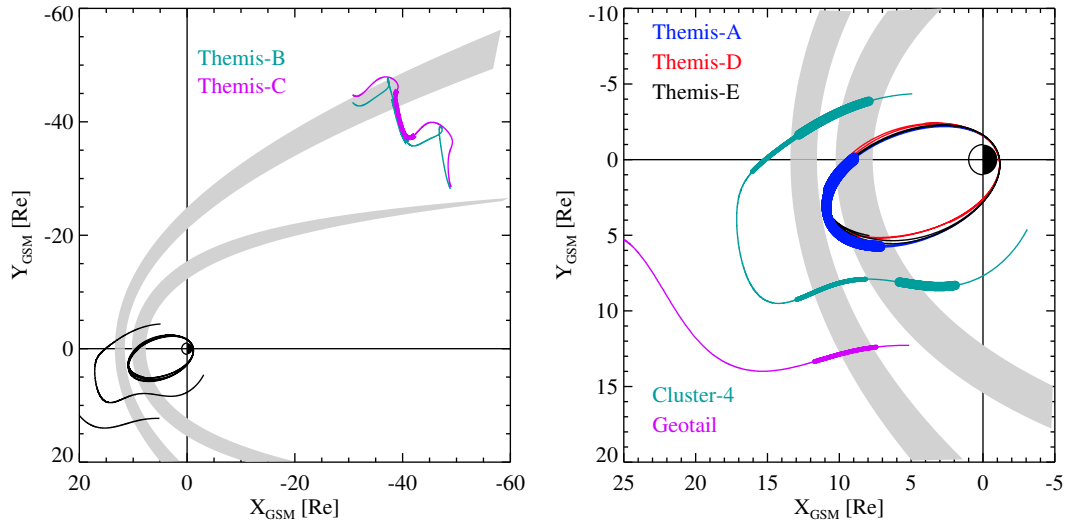 -60
-40
-20
0
20
Y_GSM [Re]
Themis-B
Themis-C
20
0
-20
-40
-60
X_GSM [Re]
-10
-5
0
5
10
15
20
Y_GSM [Re]
Themis-A
Themis-D
Themis-E
Cluster-4
Geotail
25
20
15
10
5
0
-5
X_GSM [Re]